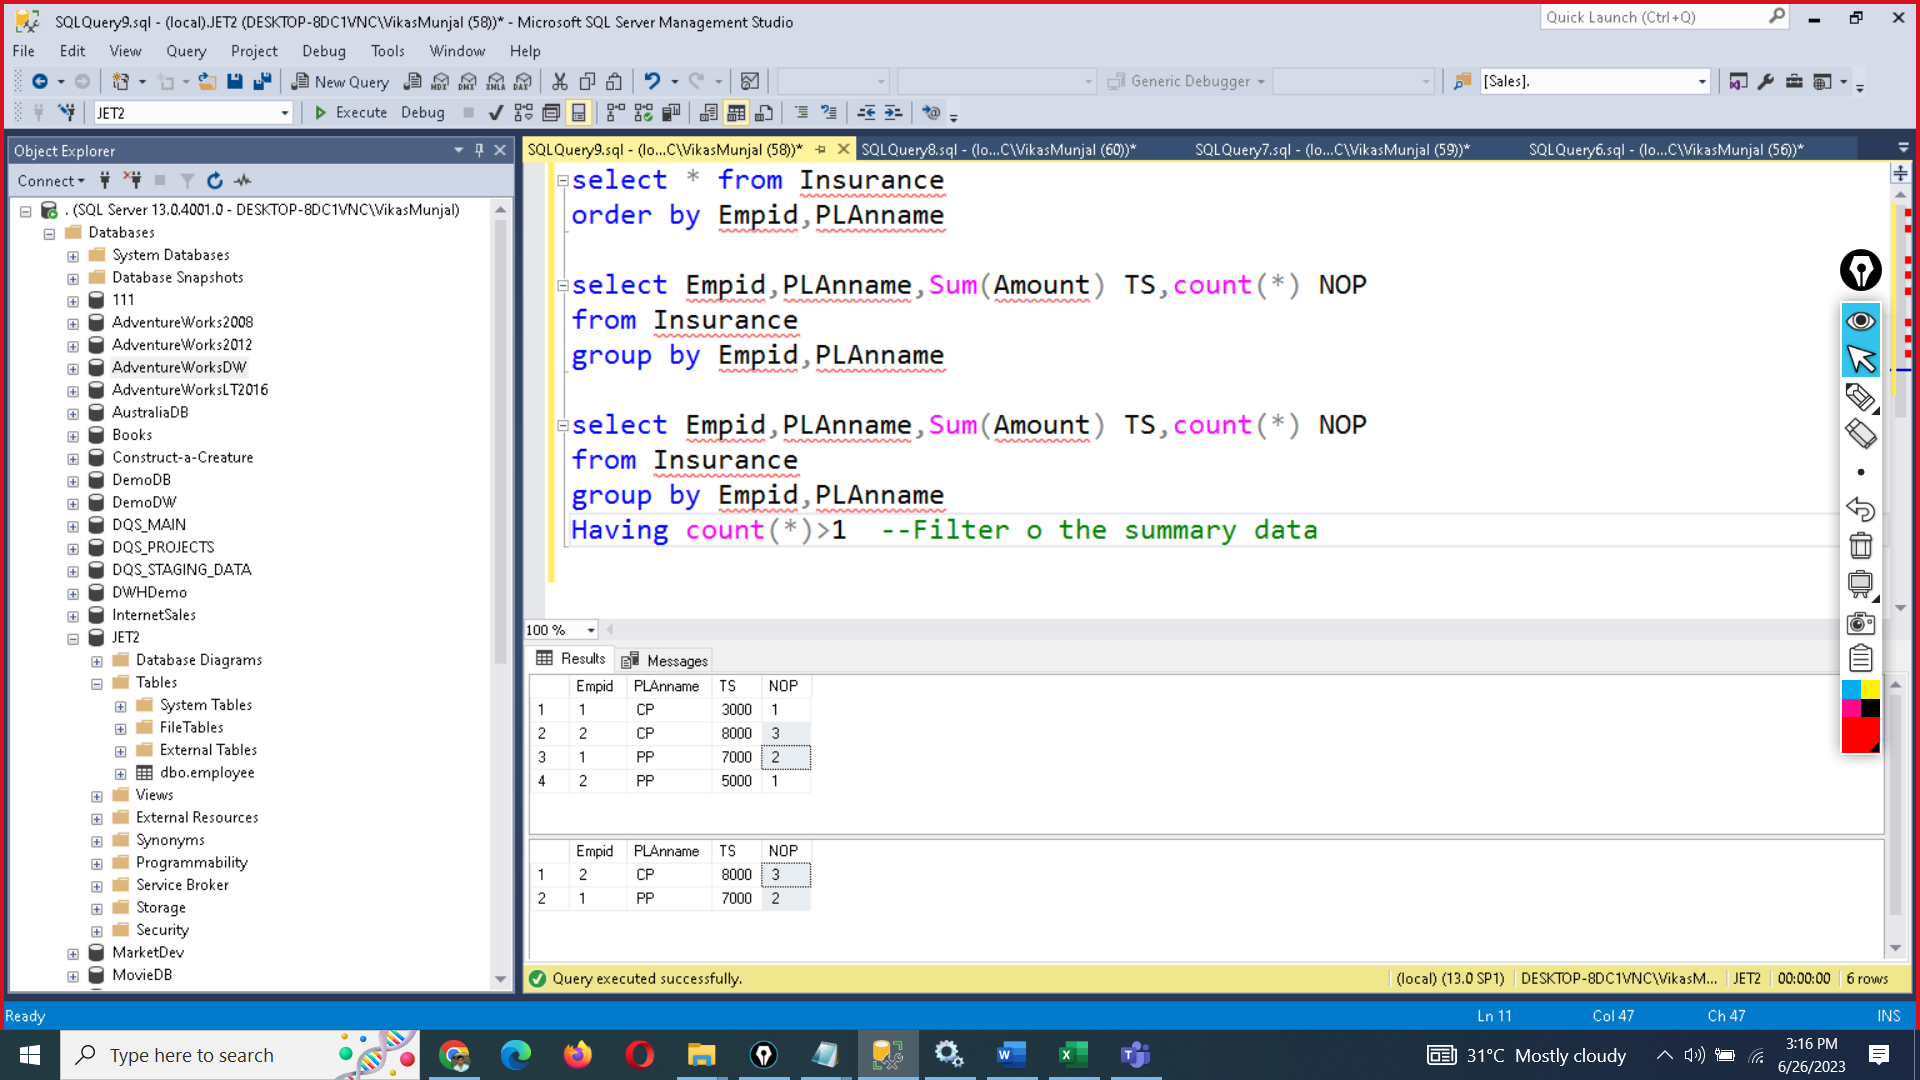 SQLQuery9.sql - (local).JET2 (DESKTOP-8DC1VNC\VikasMunjal (58))* - Microsoft SQL Server Management Studio
Quick Launch (Ctrl+Q)
File Edit View Query Project Debug Tools Window Help
New Query MDX DMX XMLA DAX Generic Debugger [Sales].
JET2 Execute Debug
Object Explorer
Connect
. (SQL Server 13.0.4001.0 - DESKTOP-8DC1VNC\VikasMunjal)
Databases
System Databases
Database Snapshots
111
AdventureWorks2008
AdventureWorks2012
AdventureWorksDW
AdventureWorksLT2016
AustraliaDB
Books
Construct-a-Creature
DemoDB
DemoDW
DQS_MAIN
DQS_PROJECTS
DQS_STAGING_DATA
DWHDemo
InternetSales
JET2
Database Diagrams
Tables
System Tables
FileTables
External Tables
dbo.employee
Views
External Resources
Synonyms
Programmability
Service Broker
Storage
Security
MarketDev
MovieDB
SQLQuery9.sql - (lo...C\VikasMunjal (58))* SQLQuery8.sql - (lo...C\VikasMunjal (60))* SQLQuery7.sql - (lo...C\VikasMunjal (59))* SQLQuery6.sql - (lo...C\VikasMunjal (56))*
select * from Insurance
order by Empid,PLAnname
select Empid,PLAnname,Sum(Amount) TS,count(*) NOP
from Insurance
group by Empid,PLAnname
select Empid,PLAnname,Sum(Amount) TS,count(*) NOP
from Insurance
group by Empid,PLAnname
Having count(*)>1 --Filter o the summary data
100 %
Results Messages
Empid PLAnname TS NOP
1 1 CP 3000 1
2 2 CP 8000 3
3 1 PP 7000 2
4 2 PP 5000 1
Empid PLAnname TS NOP
1 2 CP 8000 3
2 1 PP 7000 2
Query executed successfully. (local) (13.0 SP1) DESKTOP-8DC1VNC\VikasM... JET2 00:00:00 6 rows
Ready Ln 11 Col 47 Ch 47 INS
Type here to search 31°C Mostly cloudy 3:16 PM
6/26/2023